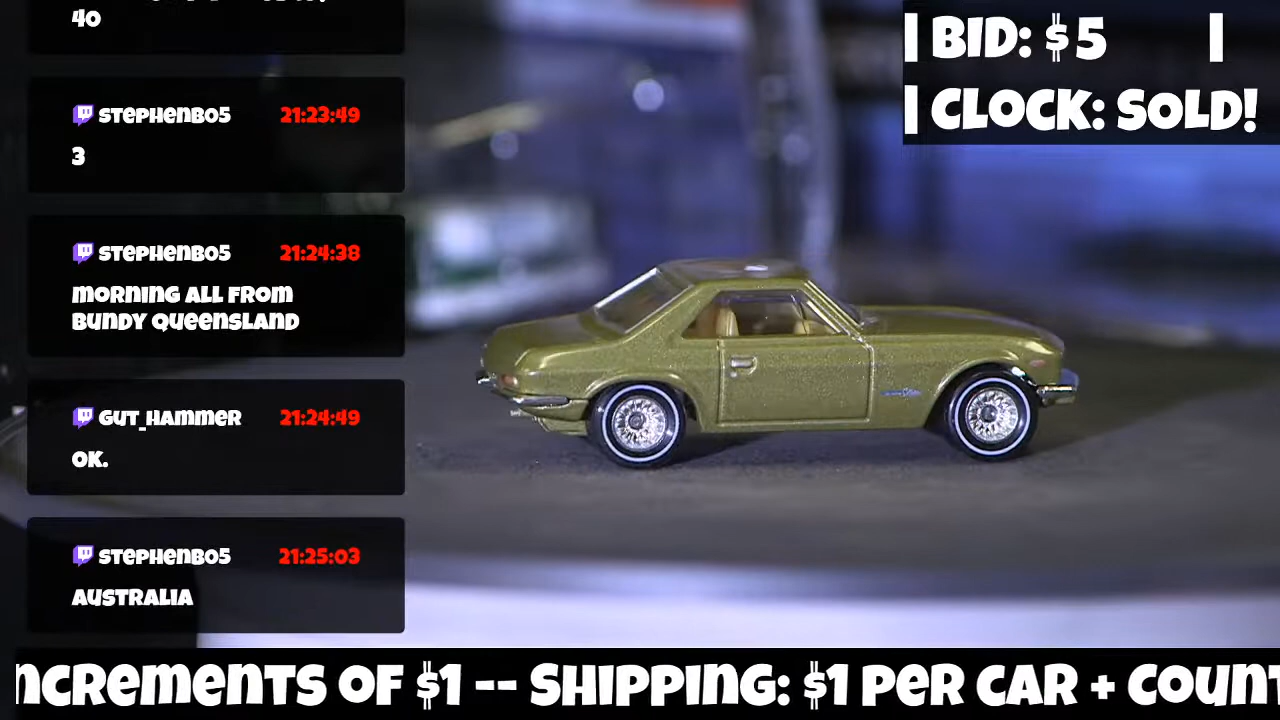 40
| BID: $5 |
| CLOCK: SOLD!
STEPHENBO5 21:23:49
3
STEPHENBO5 21:24:38
MORNING ALL FROM
BUNDY QUEENSLAND
GUT_HAMMER 21:24:49
OK.
STEPHENBO5 21:25:03
AUSTRALIA
NCREMENTS OF $1 -- SHIPPING: $1 PER CAR + COUNT